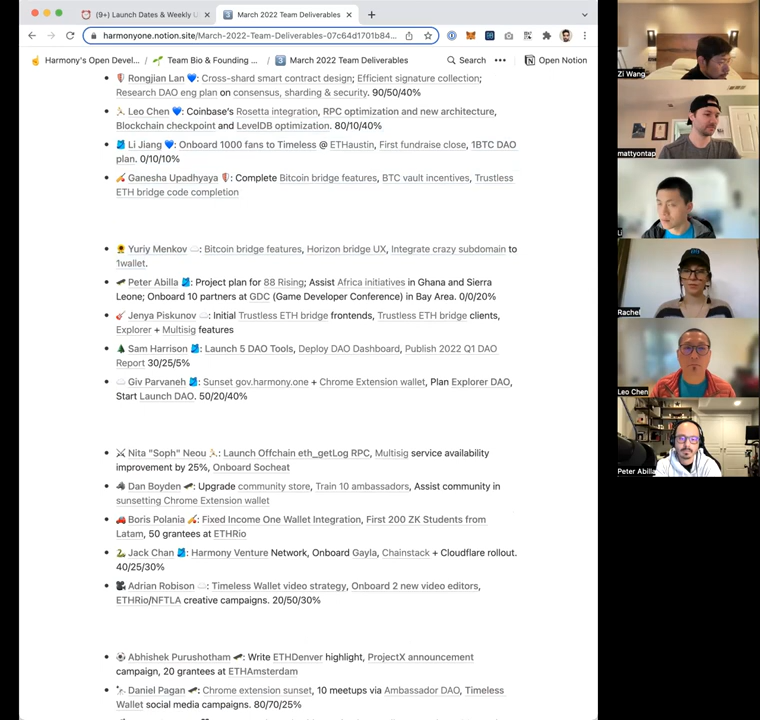 (9+) Launch Dates & Weekly U
March 2022 Team Deliverables
harmonyone.notion.site/March-2022-Team-Deliverables-07c64d1701b84...
Harmony's Open Devel... / Team Bio & Founding ... / March 2022 Team Deliverables
Search
Open Notion
Rongjian Lan: Cross-shard smart contract design; Efficient signature collection;
Research DAO eng plan on consensus, sharding & security. 90/50/40%
Leo Chen: Coinbase's Rosetta integration, RPC optimization and new architecture,
Blockchain checkpoint and LevelDB optimization. 80/10/40%
Li Jiang: Onboard 1000 fans to Timeless @ ETHaustin, First fundraise close, 1BTC DAO
plan. 0/10/10%
Ganesha Upadhyaya: Complete Bitcoin bridge features, BTC vault incentives, Trustless
ETH bridge code completion
Yuriy Menkov: Bitcoin bridge features, Horizon bridge UX, Integrate crazy subdomain to
1wallet.
Peter Abilla: Project plan for 88 Rising; Assist Africa initiatives in Ghana and Sierra
Leone; Onboard 10 partners at GDC (Game Developer Conference) in Bay Area. 0/0/20%
Jenya Piskunov: Initial Trustless ETH bridge frontends, Trustless ETH bridge clients,
Explorer + Multisig features
Sam Harrison: Launch 5 DAO Tools, Deploy DAO Dashboard, Publish 2022 Q1 DAO
Report 30/25/5%
Giv Parvaneh: Sunset gov.harmony.one + Chrome Extension wallet, Plan Explorer DAO,
Start Launch DAO. 50/20/40%
Nita "Soph" Neou: Launch Offchain eth_getLog RPC, Multisig service availability
improvement by 25%, Onboard Socheat
Dan Boyden: Upgrade community store, Train 10 ambassadors, Assist community in
sunsetting Chrome Extension wallet
Boris Polania: Fixed Income One Wallet Integration, First 200 ZK Students from
Latam, 50 grantees at ETHRio
Jack Chan: Harmony Venture Network, Onboard Gayla, Chainstack + Cloudflare rollout.
40/25/30%
Adrian Robison: Timeless Wallet video strategy, Onboard 2 new video editors,
ETHRio/NFTLA creative campaigns. 20/50/30%
Abhishek Purushotham: Write ETHDenver highlight, ProjectX announcement
campaign, 20 grantees at ETHAmsterdam
Daniel Pagan: Chrome extension sunset, 10 meetups via Ambassador DAO, Timeless
Wallet social media campaigns. 80/70/25%
Zi Wang
mattyontap
Li
Rachel
Leo Chen
Peter Abilla